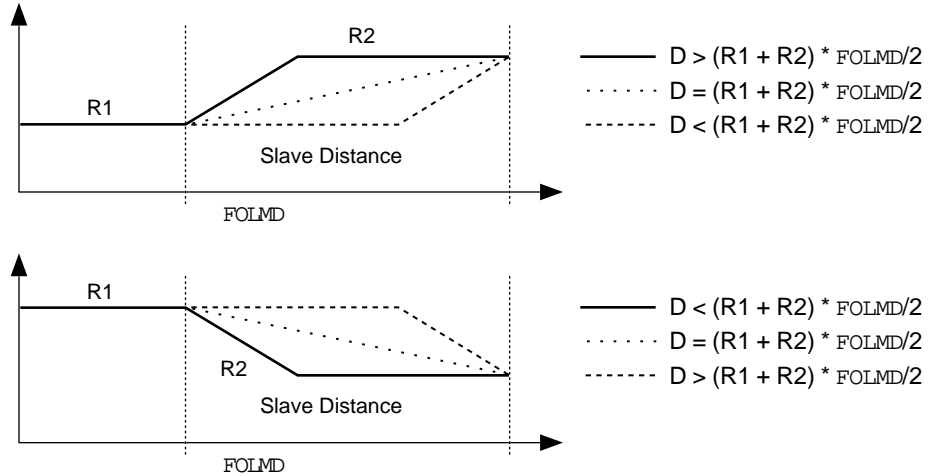 R2
R1
Slave Distance
FOLMD
D > (R1 + R2) * FOLMD/2
D = (R1 + R2) * FOLMD/2
D < (R1 + R2) * FOLMD/2
R1
R2
Slave Distance
FOLMD
D < (R1 + R2) * FOLMD/2
D = (R1 + R2) * FOLMD/2
D > (R1 + R2) * FOLMD/2